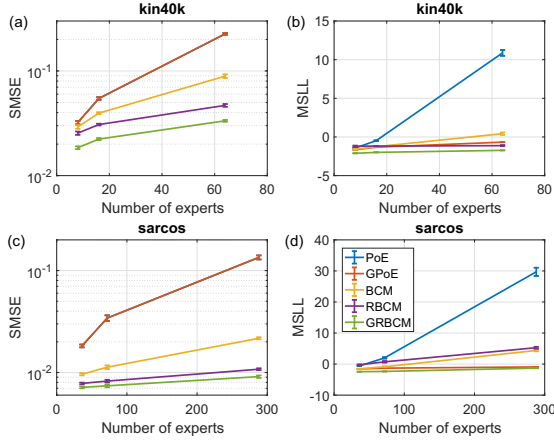 (a)
kin40k
SMSE
10^-1
10^-2
0 20 40 60 80
Number of experts
(b)
kin40k
MSLL
15
10
5
0
-5
0 20 40 60 80
Number of experts
(c)
sarcos
SMSE
10^-1
10^-2
0 100 200 300
Number of experts
(d)
sarcos
MSLL
40
30
20
10
0
-10
0 100 200 300
Number of experts
PoE
GPoE
BCM
RBCM
GRBCM